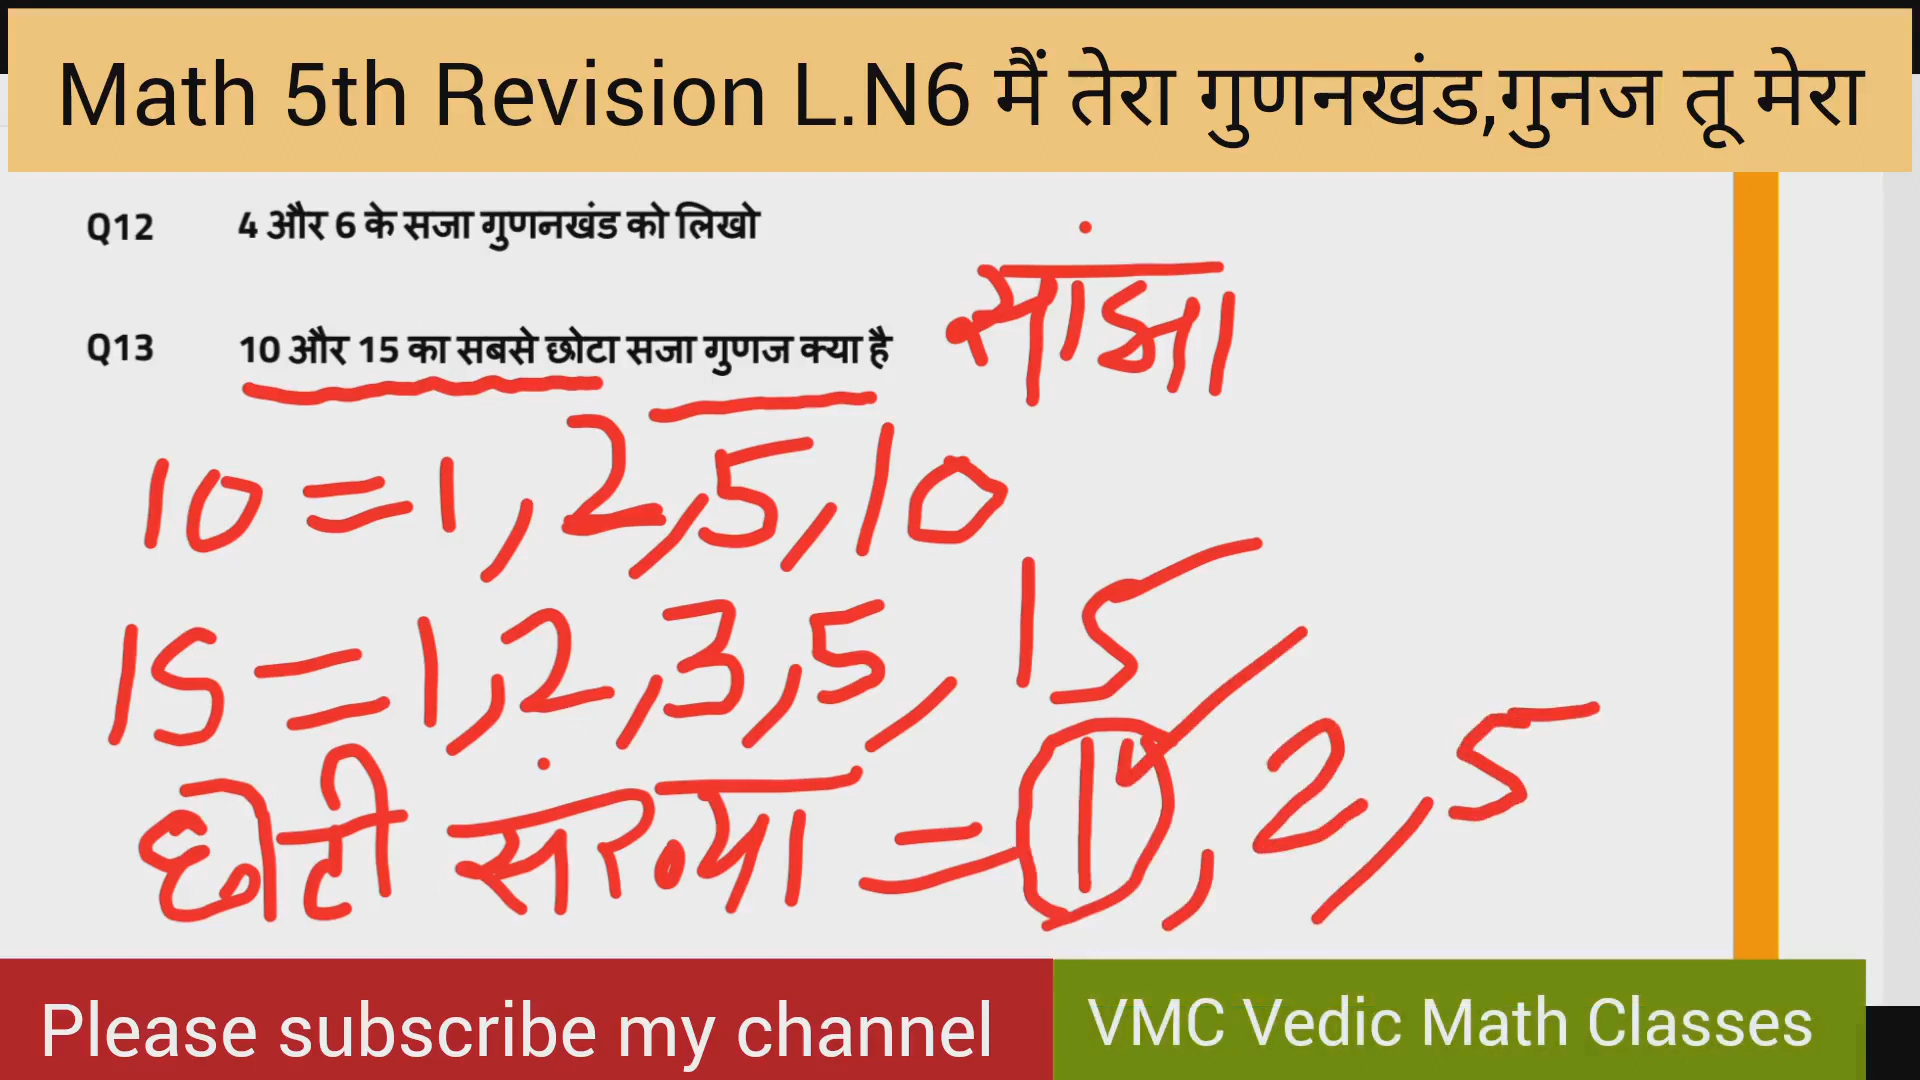 Math 5th Revision L.N6 मैं तेरा गुणनखंड,गुनज तू मेरा
Q12 4 और 6 के सजा गुणनखंड को लिखो
साझा
Q13 10 और 15 का सबसे छोटा सजा गुणज क्या है
10 = 1, 2, 5, 10
15 = 1, 2, 3, 5, 15
छोटी संख्या = 1, 2, 5
Please subscribe my channel
VMC Vedic Math Classes